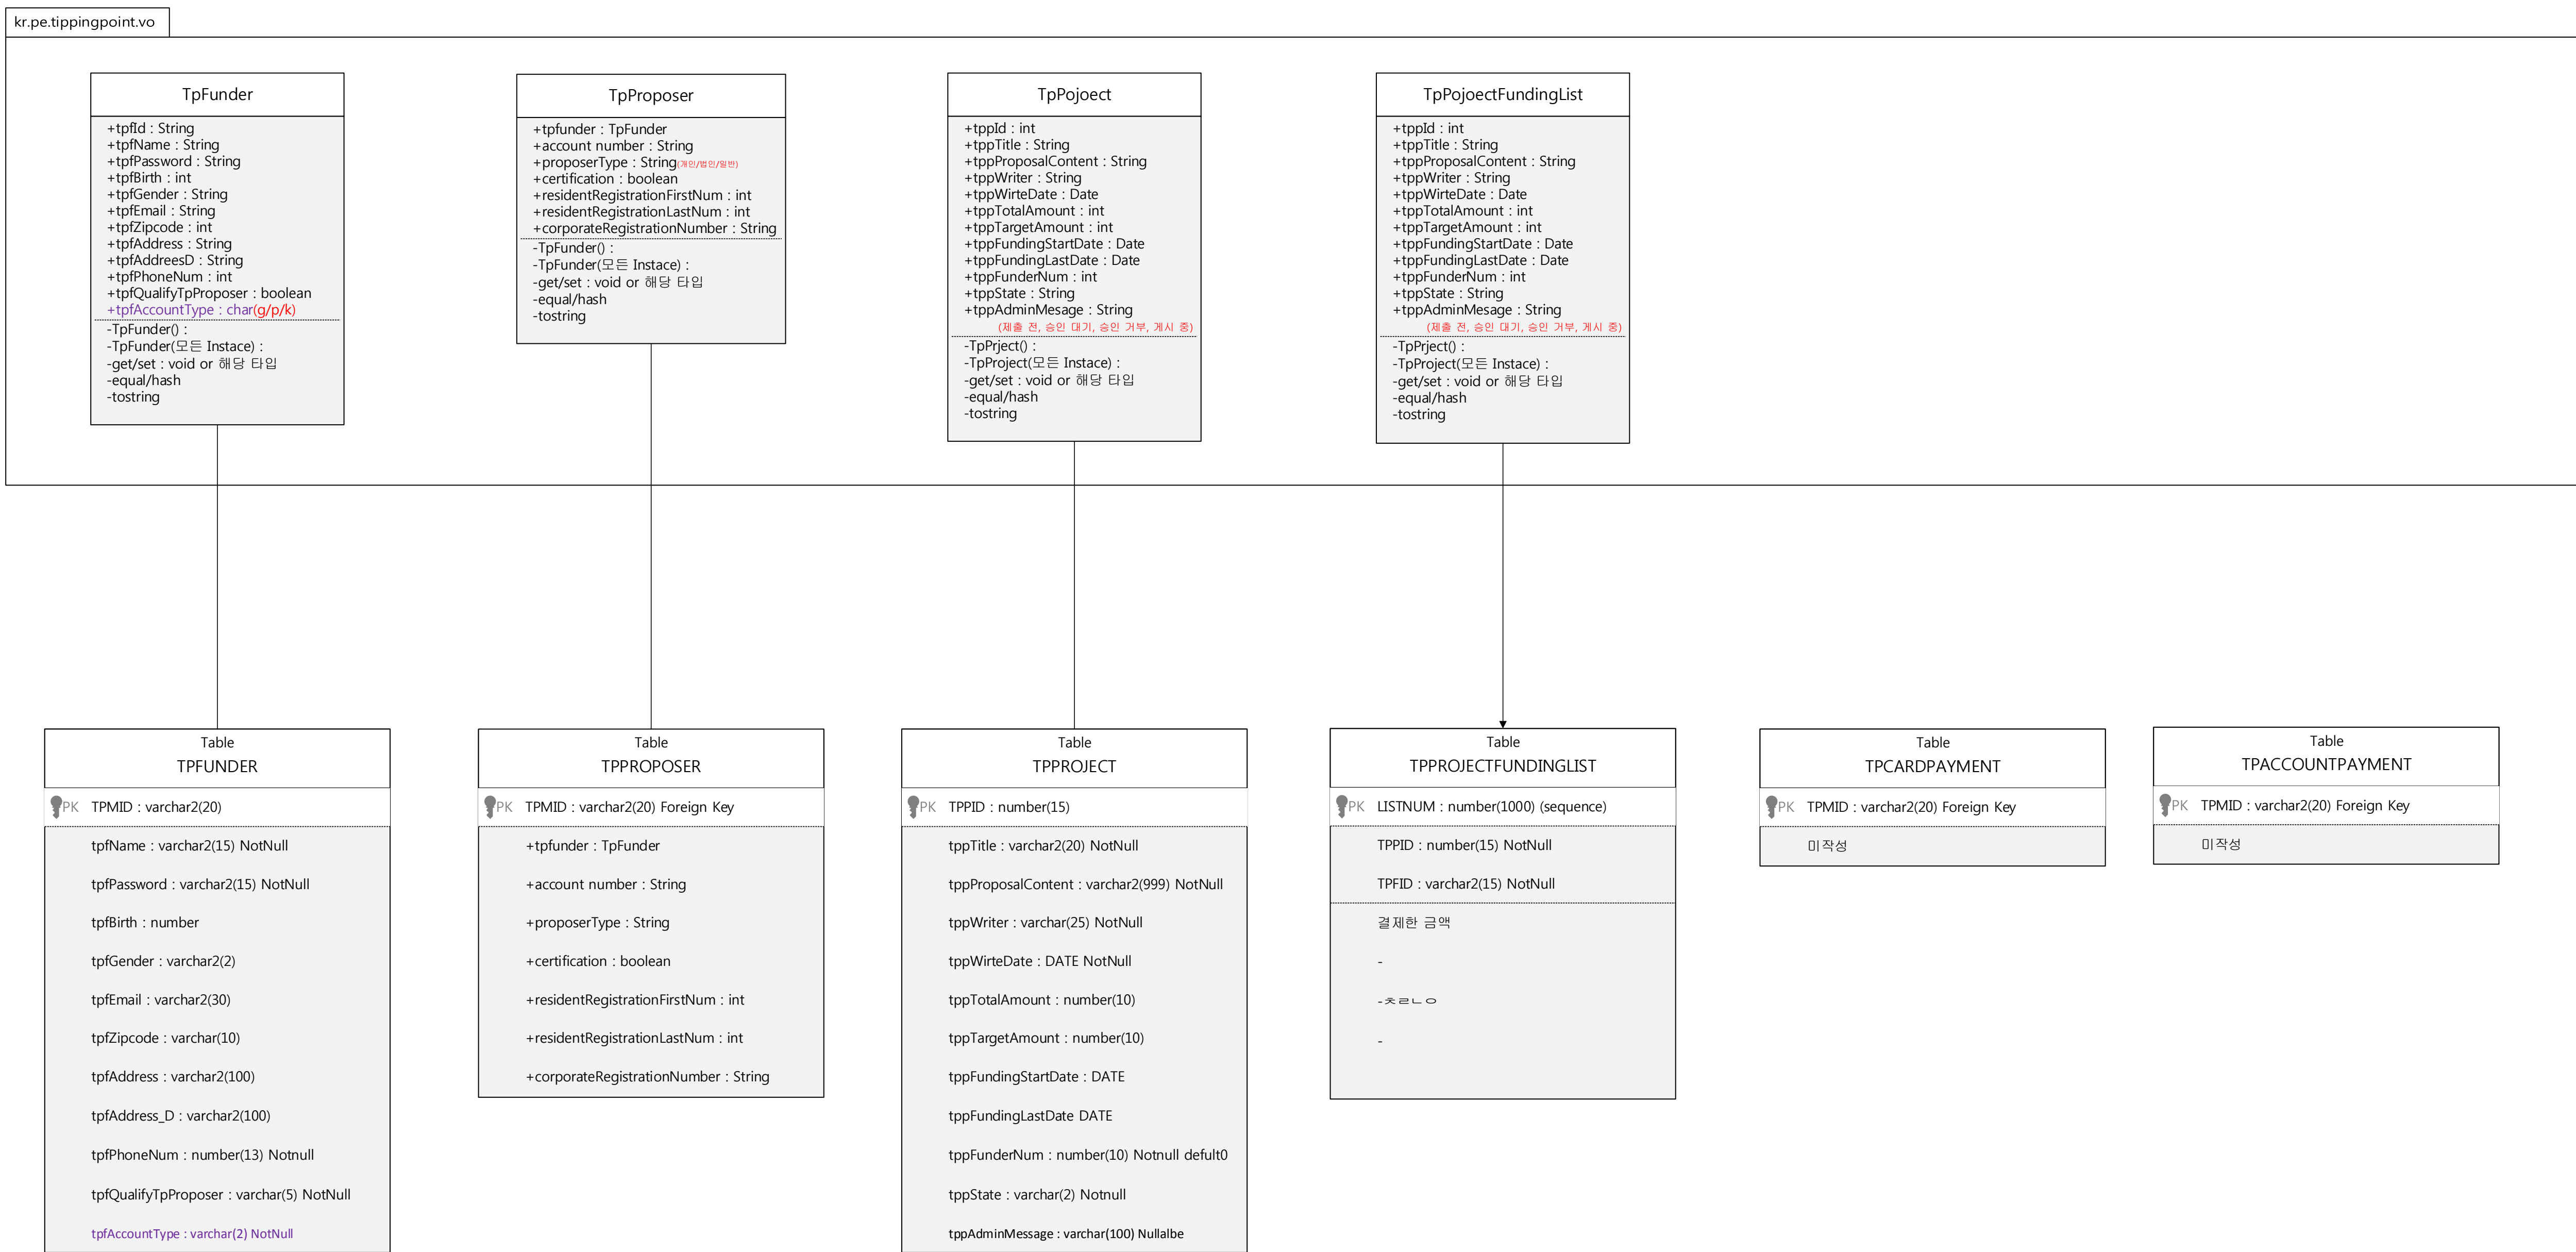 kr.pe.tippingpoint.vo
TpFunder
+tpfId : String
+tpfName : String
+tpfPassword : String
+tpfBirth : int
+tpfGender : String
+tpfEmail : String
+tpfZipcode : int
+tpfAddress : String
+tpfAddreesD : String
+tpfPhoneNum : int
+tpfQualifyTpProposer : boolean
+tpfAccountType : char(g/p/k)
-TpFunder() :
-TpFunder(모든 Instace) :
-get/set : void or 해당 타입
-equal/hash
-tostring
TpProposer
+tpfunder : TpFunder
+account number : String
+proposerType : String(개인/법인/일반)
+certification : boolean
+residentRegistrationFirstNum : int
+residentRegistrationLastNum : int
+corporateRegistrationNumber : String
-TpFunder() :
-TpFunder(모든 Instace) :
-get/set : void or 해당 타입
-equal/hash
-tostring
TpPojoect
+tppId : int
+tppTitle : String
+tppProposalContent : String
+tppWriter : String
+tppWirteDate : Date
+tppTotalAmount : int
+tppTargetAmount : int
+tppFundingStartDate : Date
+tppFundingLastDate : Date
+tppFunderNum : int
+tppState : String
+tppAdminMesage : String
(제출 전, 승인 대기, 승인 거부, 게시 중)
-TpPrject() :
-TpProject(모든 Instace) :
-get/set : void or 해당 타입
-equal/hash
-tostring
TpPojoectFundingList
+tppId : int
+tppTitle : String
+tppProposalContent : String
+tppWriter : String
+tppWirteDate : Date
+tppTotalAmount : int
+tppTargetAmount : int
+tppFundingStartDate : Date
+tppFundingLastDate : Date
+tppFunderNum : int
+tppState : String
+tppAdminMesage : String
(제출 전, 승인 대기, 승인 거부, 게시 중)
-TpPrject() :
-TpProject(모든 Instace) :
-get/set : void or 해당 타입
-equal/hash
-tostring
Table
TPFUNDER
PK TPMID : varchar2(20)
tpfName : varchar2(15) NotNull
tpfPassword : varchar2(15) NotNull
tpfBirth : number
tpfGender : varchar2(2)
tpfEmail : varchar2(30)
tpfZipcode : varchar(10)
tpfAddress : varchar2(100)
tpfAddress_D : varchar2(100)
tpfPhoneNum : number(13) Notnull
tpfQualifyTpProposer : varchar(5) NotNull
tpfAccountType : varchar(2) NotNull
Table
TPPROPOSER
PK TPMID : varchar2(20) Foreign Key
+tpfunder : TpFunder
+account number : String
+proposerType : String
+certification : boolean
+residentRegistrationFirstNum : int
+residentRegistrationLastNum : int
+corporateRegistrationNumber : String
Table
TPPROJECT
PK TPPID : number(15)
tppTitle : varchar2(20) NotNull
tppProposalContent : varchar2(999) NotNull
tppWriter : varchar(25) NotNull
tppWirteDate : DATE NotNull
tppTotalAmount : number(10)
tppTargetAmount : number(10)
tppFundingStartDate : DATE
tppFundingLastDate DATE
tppFunderNum : number(10) Notnull defult0
tppState : varchar(2) Notnull
tppAdminMessage : varchar(100) Nullalbe
Table
TPPROJECTFUNDINGLIST
PK LISTNUM : number(1000) (sequence)
TPPID : number(15) NotNull
TPFID : varchar2(15) NotNull
결제한 금액
-
-ㅊㄹㄴㅇ
-
Table
TPCARDPAYMENT
PK TPMID : varchar2(20) Foreign Key
미작성
Table
TPACCOUNTPAYMENT
PK TPMID : varchar2(20) Foreign Key
미작성